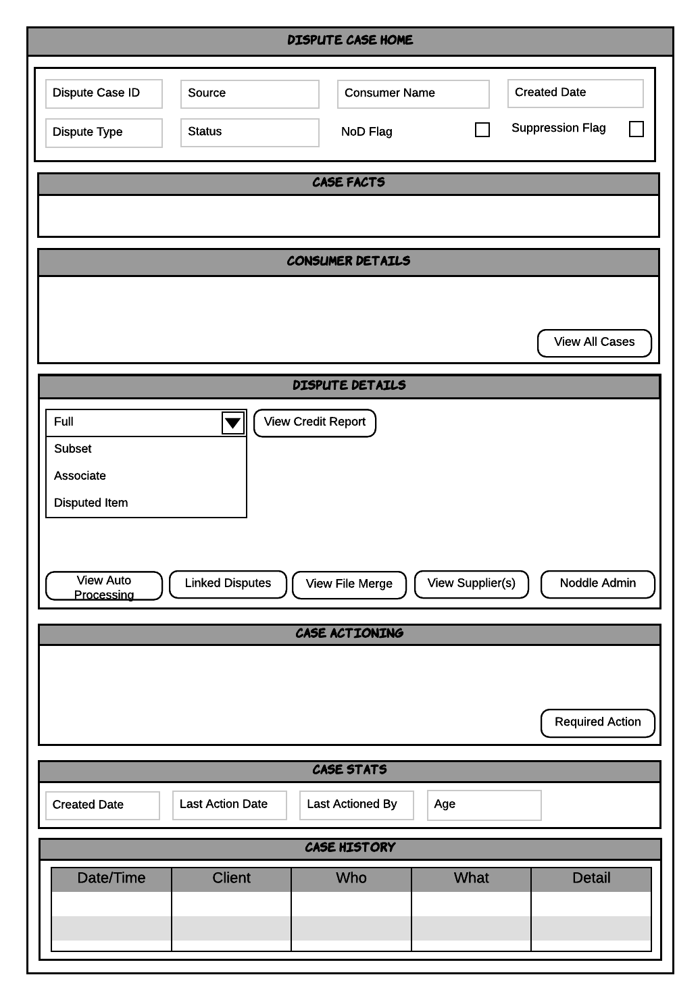 DISPUTE CASE HOME
Dispute Case ID
Source
Consumer Name
Created Date
Dispute Type
Status
NoD Flag
Suppression Flag
CASE FACTS
CONSUMER DETAILS
View All Cases
DISPUTE DETAILS
Full
View Credit Report
Subset
Associate
Disputed Item
View Auto
Processing
Linked Disputes
View File Merge
View Supplier(s)
Noddle Admin
CASE ACTIONING
Required Action
CASE STATS
Created Date
Last Action Date
Last Actioned By
Age
CASE HISTORY
Date/Time
Client
Who
What
Detail